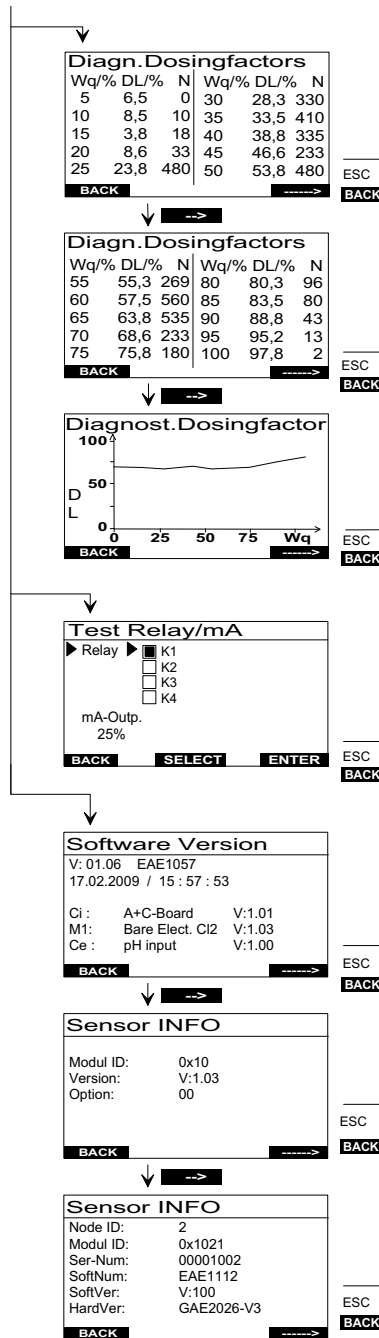 Diagn.Dosingfactors
Wq/% DL/% N Wq/% DL/% N
5 6,5 0 30 28,3 330
10 8,5 10 35 33,5 410
15 3,8 18 40 38,8 335
20 8,6 33 45 46,6 233
25 23,8 480 50 53,8 480
BACK ------>
ESC
BACK
-->
Diagn.Dosingfactors
Wq/% DL/% N Wq/% DL/% N
55 55,3 269 80 80,3 96
60 57,5 560 85 83,5 80
65 63,8 535 90 88,8 43
70 68,6 233 95 95,2 13
75 75,8 180 100 97,8 2
BACK ------>
ESC
BACK
-->
Diagnost.Dosingfactor
100
50
D
L
0
0 25 50 75 Wq
BACK ------>
ESC
BACK
Test Relay/mA
Relay K1
K2
K3
K4
mA-Outp.
25%
BACK SELECT ENTER
ESC
BACK
Software Version
V: 01.06 EAE1057
17.02.2009 / 15 : 57 : 53
Ci : A+C-Board V:1.01
M1: Bare Elect. Cl2 V:1.03
Ce : pH input V:1.00
BACK ------>
ESC
BACK
-->
Sensor INFO
Modul ID: 0x10
Version: V:1.03
Option: 00
BACK ------>
ESC
BACK
-->
Sensor INFO
Node ID: 2
Modul ID: 0x1021
Ser-Num: 00001002
SoftNum: EAE1112
SoftVer: V:100
HardVer: GAE2026-V3
BACK ------>
ESC
BACK